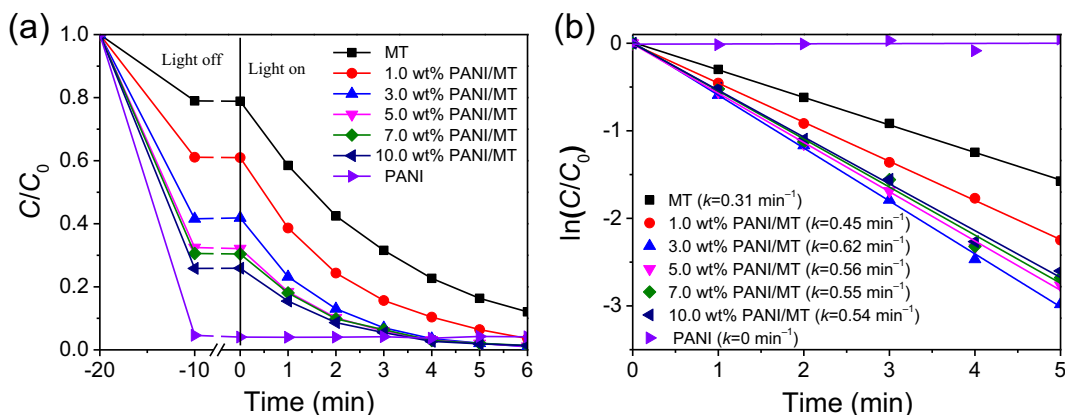 (a)
C/C0
1.0
0.8
0.6
0.4
0.2
0.0
Light off
Light on
MT
1.0 wt% PANI/MT
3.0 wt% PANI/MT
5.0 wt% PANI/MT
7.0 wt% PANI/MT
10.0 wt% PANI/MT
PANI
-20 -10 0 1 2 3 4 5 6
Time (min)
(b)
ln(C/C0)
0
-1
-2
-3
MT (k=0.31 min−1)
1.0 wt% PANI/MT (k=0.45 min−1)
3.0 wt% PANI/MT (k=0.62 min−1)
5.0 wt% PANI/MT (k=0.56 min−1)
7.0 wt% PANI/MT (k=0.55 min−1)
10.0 wt% PANI/MT (k=0.54 min−1)
PANI (k=0 min−1)
0 1 2 3 4 5
Time (min)